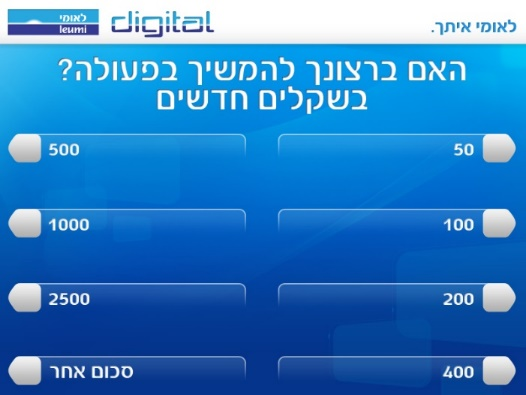 לאומי איתך.
digital
לאומי
leumi
האם ברצונך להמשיך בפעולה?
בשקלים חדשים
50
500
100
1000
200
2500
400
סכום אחר